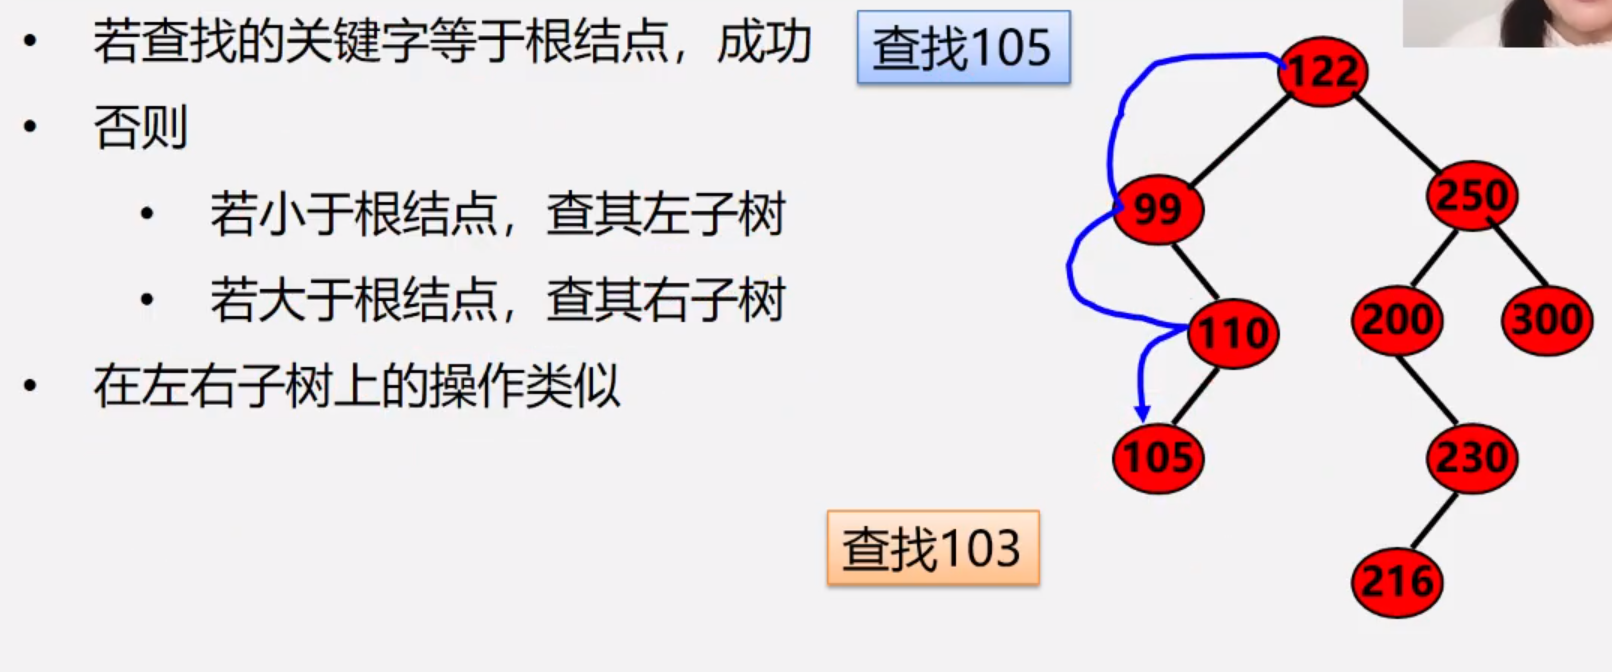 • 若查找的关键字等于根结点，成功
查找105
• 否则
• 若小于根结点，查其左子树
• 若大于根结点，查其右子树
• 在左右子树上的操作类似
查找103
122
99
250
110
200
300
105
230
216